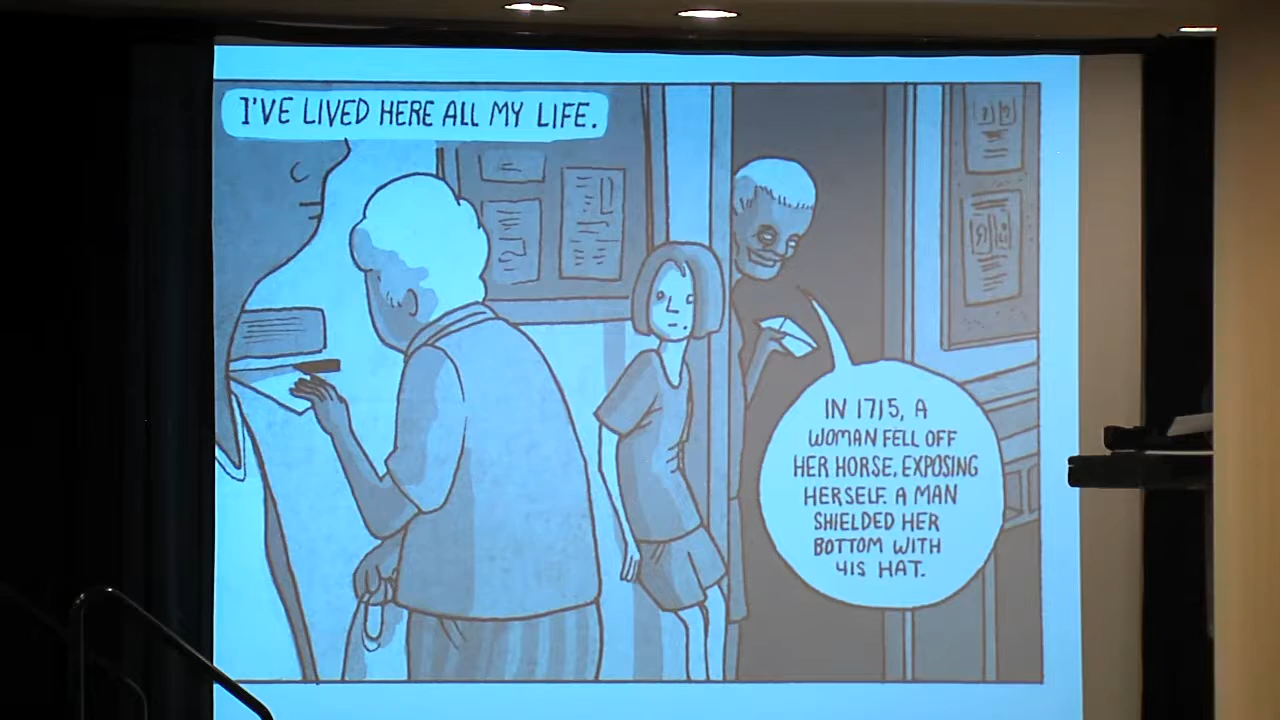 I'VE LIVED HERE ALL MY LIFE.
IN 1715, A
WOMAN FELL OFF
HER HORSE, EXPOSING
HERSELF. A MAN
SHIELDED HER
BOTTOM WITH
HIS HAT.